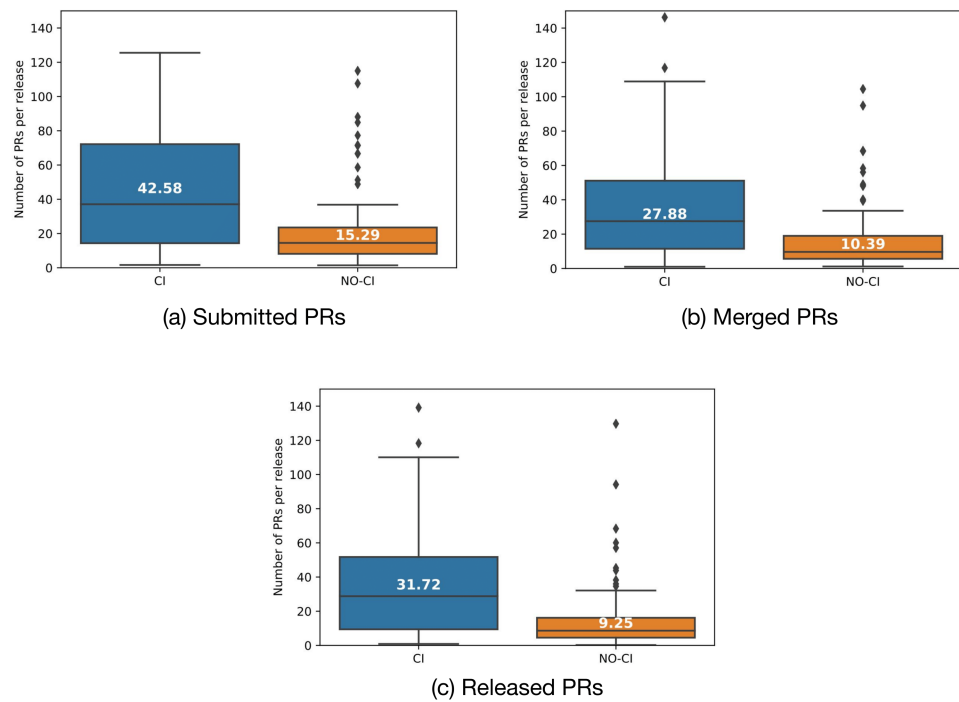 140
120
100
80
60
40
20
0
Number of PRs per release
42.58
15.29
CI
NO-CI
(a) Submitted PRs
140
120
100
80
60
40
20
0
Number of PRs per release
27.88
10.39
CI
NO-CI
(b) Merged PRs
140
120
100
80
60
40
20
0
Number of PRs per release
31.72
9.25
CI
NO-CI
(c) Released PRs